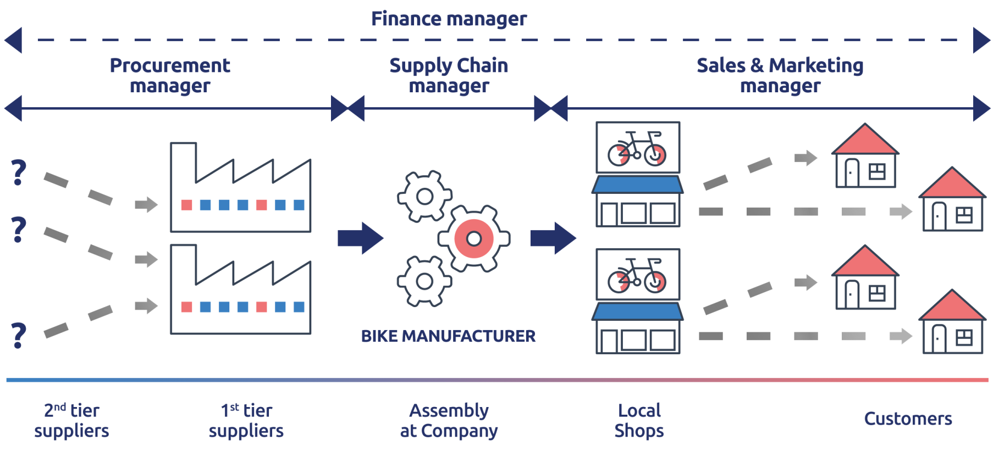 Finance manager
Procurement
manager
Supply Chain
manager
Sales & Marketing
manager
?
?
?
BIKE MANUFACTURER
2nd tier
suppliers
1st tier
suppliers
Assembly
at Company
Local
Shops
Customers